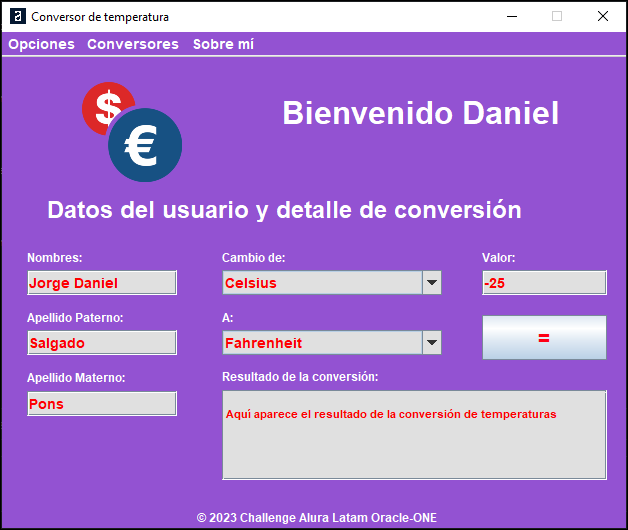 Conversor de temperatura
Opciones Conversores Sobre mí
$
€
Bienvenido Daniel
Datos del usuario y detalle de conversión
Nombres: Cambio de: Valor:
Jorge Daniel Celsius -25
Apellido Paterno: A:
Salgado Fahrenheit =
Apellido Materno: Resultado de la conversión:
Pons
Aquí aparece el resultado de la conversión de temperaturas
© 2023 Challenge Alura Latam Oracle-ONE